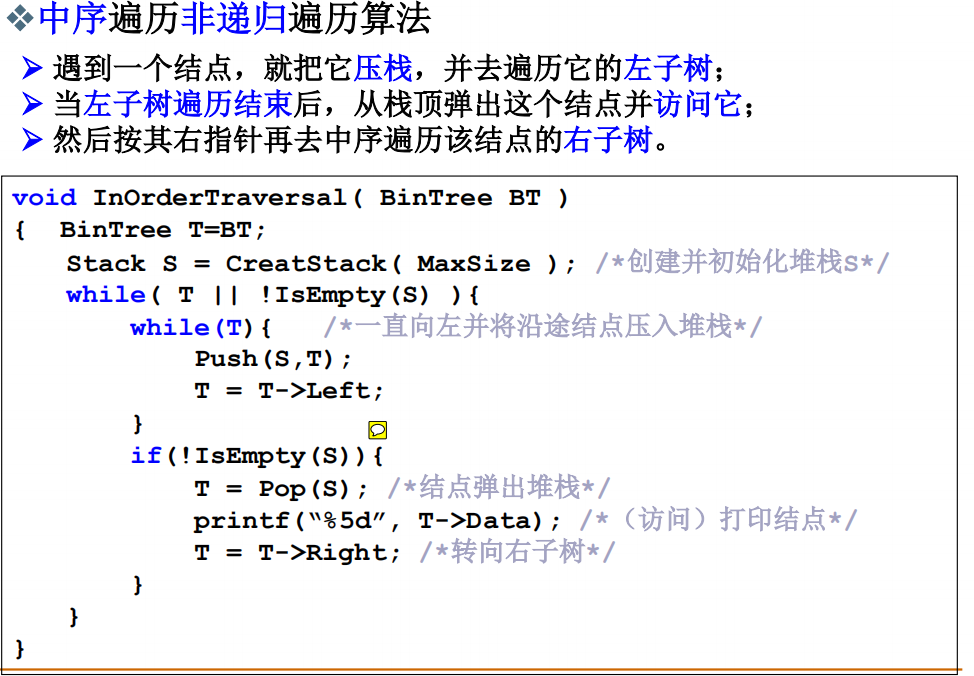 ❖中序遍历非递归遍历算法
➢ 遇到一个结点，就把它压栈，并去遍历它的左子树；
➢ 当左子树遍历结束后，从栈顶弹出这个结点并访问它；
➢ 然后按其右指针再去中序遍历该结点的右子树。
void InOrderTraversal( BinTree BT )
{  BinTree T=BT;
Stack S = CreatStack( MaxSize ); /*创建并初始化堆栈S*/
while( T || !IsEmpty(S) ){
while(T){   /*一直向左并将沿途结点压入堆栈*/
Push(S,T);
T = T->Left;
}
if(!IsEmpty(S)){
T = Pop(S); /*结点弹出堆栈*/
printf(“%5d”, T->Data); /*（访问）打印结点*/
T = T->Right; /*转向右子树*/
}
}
}